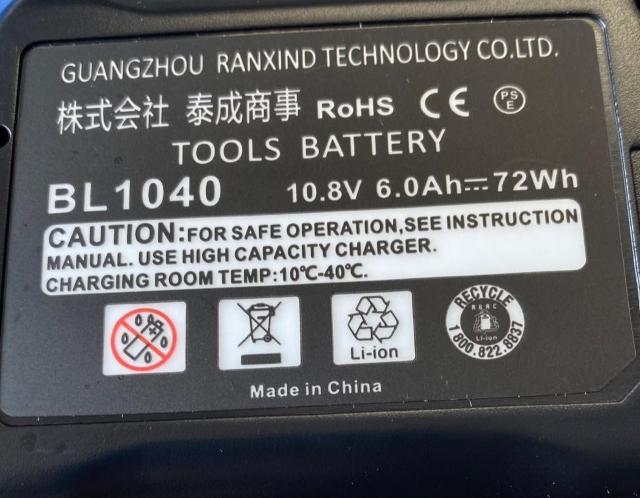 GUANGZHOU RANXIND TECHNOLOGY CO.LTD.
株式会社 泰成商事 RoHS CE PS E
TOOLS BATTERY
BL1040 10.8V 6.0Ah⎓72Wh
CAUTION:FOR SAFE OPERATION,SEE INSTRUCTION
MANUAL. USE HIGH CAPACITY CHARGER.
CHARGING ROOM TEMP:10℃-40℃.
Li-ion
RECYCLE
RBRC
Li-ion
1.800.822.8837
Made in China